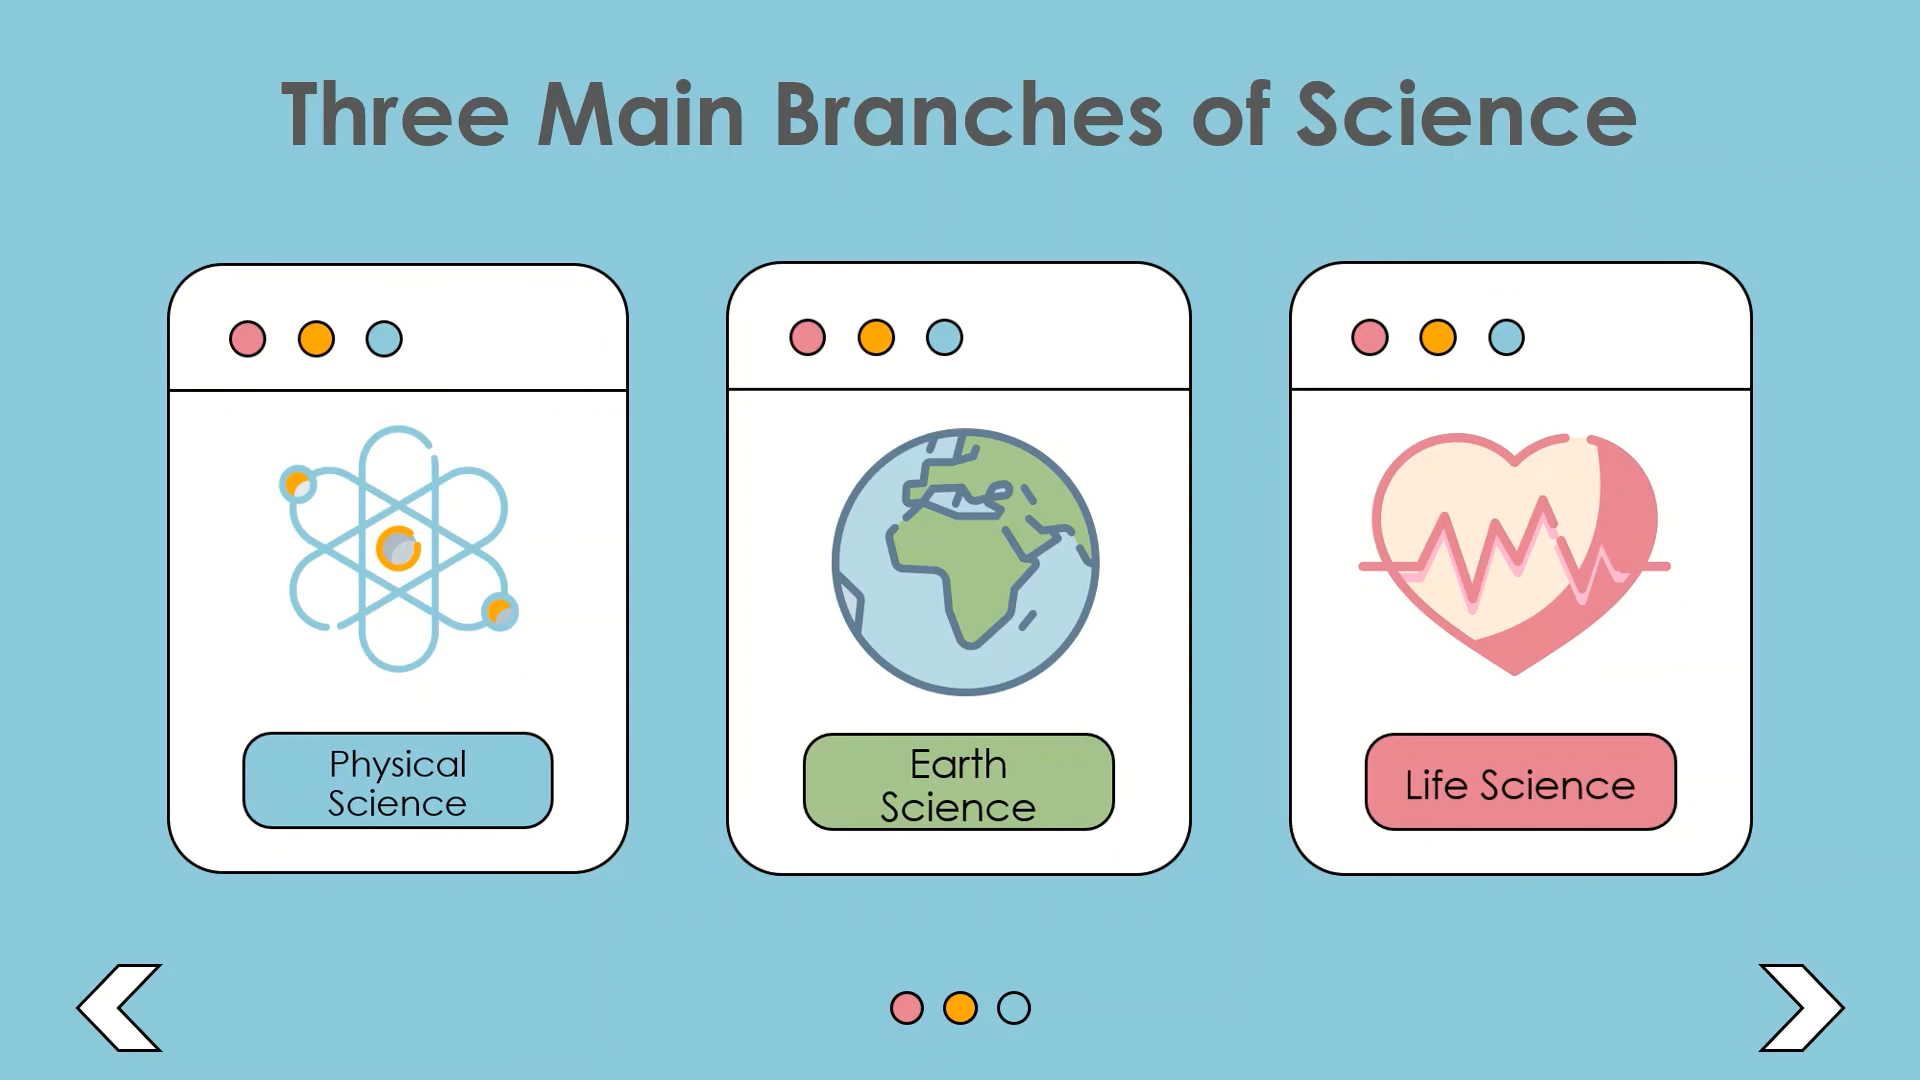 Three Main Branches of Science
Physical
Science
Earth
Science
Life Science